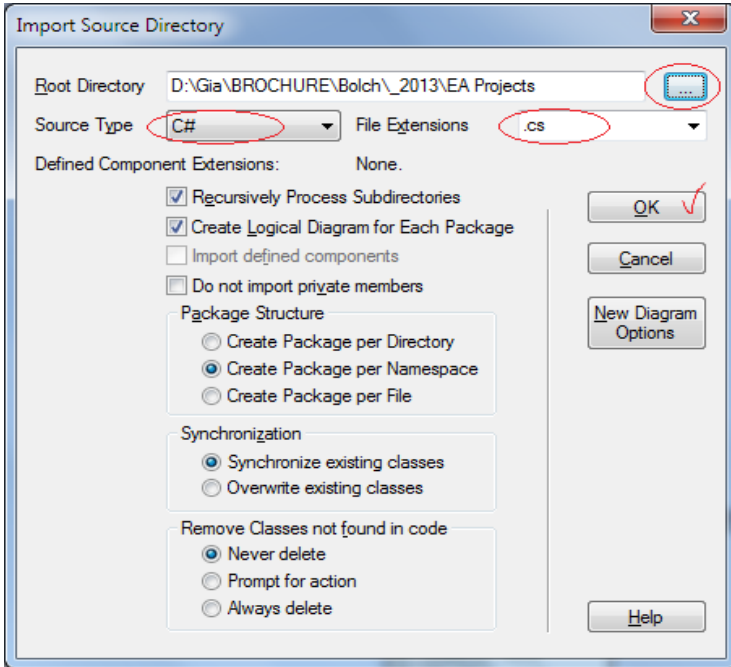 Import Source Directory
Root Directory D:\Gia\BROCHURE\Bolch\_2013\EA Projects ...
Source Type C# File Extensions .cs
Defined Component Extensions: None.
Recursively Process Subdirectories
Create Logical Diagram for Each Package
Import defined components
Do not import private members
Package Structure
Create Package per Directory
Create Package per Namespace
Create Package per File
Synchronization
Synchronize existing classes
Overwrite existing classes
Remove Classes not found in code
Never delete
Prompt for action
Always delete
OK
Cancel
New Diagram
Options
Help